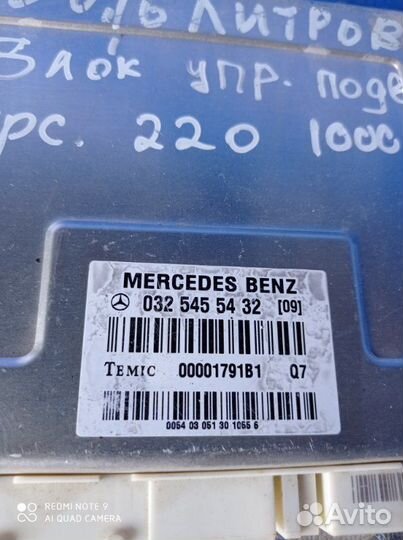 ЛИТРОВ
Блок упр. подв
рс. 220 1000
MERCEDES BENZ
032 545 54 32 [09]
TEMIC 00001791B1 Q7
0054 03 051 30 1055 6
REDMI NOTE 9
AI QUAD CAMERA
Avito